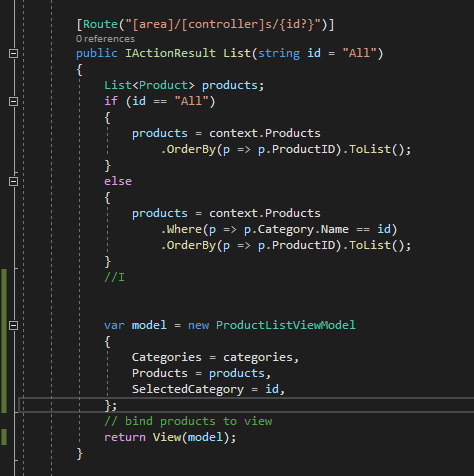 [Route("[area]/[controller]s/{id?}")]
0 references
public IActionResult List(string id = "All")
{
List<Product> products;
if (id == "All")
{
products = context.Products
.OrderBy(p => p.ProductID).ToList();
}
else
{
products = context.Products
.Where(p => p.Category.Name == id)
.OrderBy(p => p.ProductID).ToList();
}
//I
var model = new ProductListViewModel
{
Categories = categories,
Products = products,
SelectedCategory = id,
};
// bind products to view
return View(model);
}